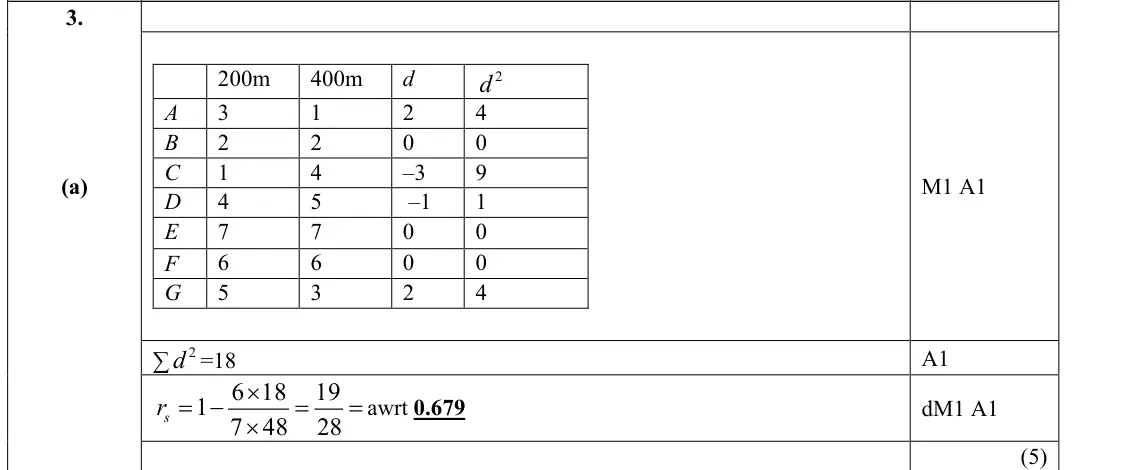 3.
200m 400m d d²
A 3 1 2 4
B 2 2 0 0
C 1 4 –3 9
(a)
M1 A1
D 4 5 –1 1
E 7 7 0 0
F 6 6 0 0
G 5 3 2 4
∑d²=18 A1
rₛ = 1 − (6×18)/(7×48) = 19/28 = awrt 0.679 dM1 A1
(5)